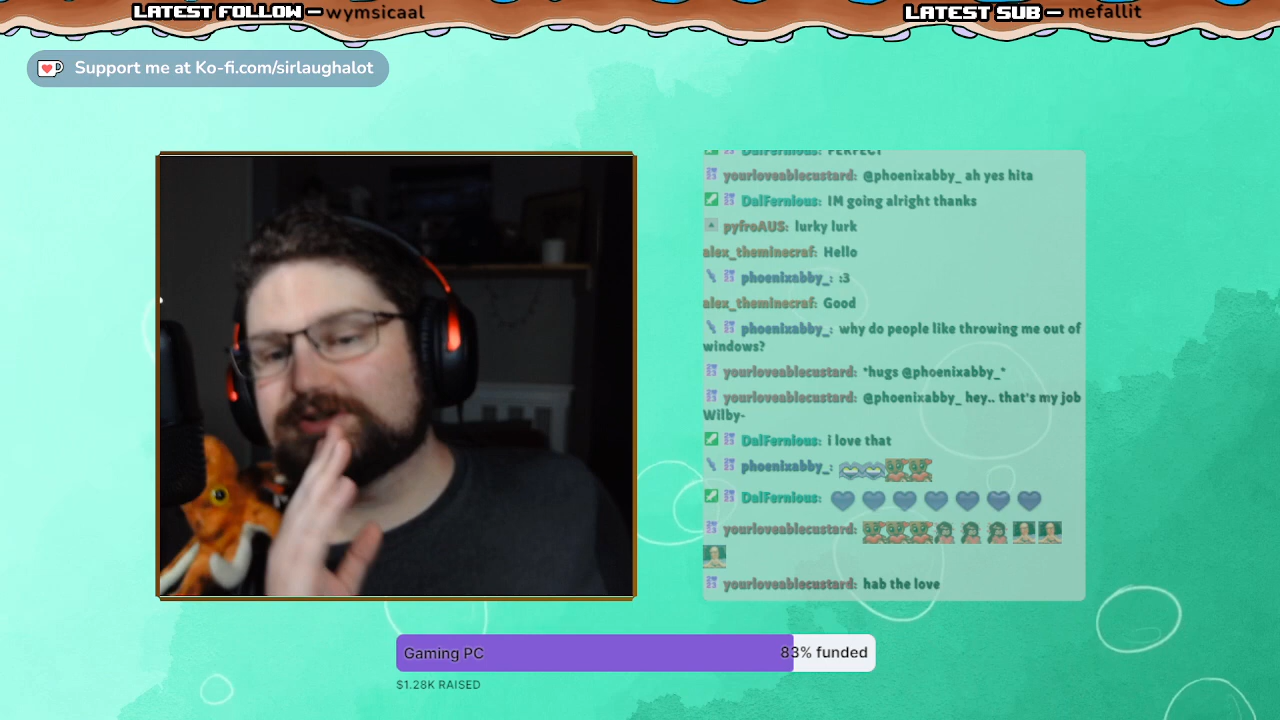 LATEST FOLLOW – wymsicaal
LATEST SUB – mefallit
Support me at Ko-fi.com/sirlaughalot
DalFernious: PERFECT
yourloveablecustard: @phoenixabby_ ah yes hita
DalFernious: IM going alright thanks
pyfroAUS: lurky lurk
alex_theminecraf: Hello
phoenixabby_: :3
alex_theminecraf: Good
phoenixabby_: why do people like throwing me out of
windows?
yourloveablecustard: *hugs @phoenixabby_*
yourloveablecustard: @phoenixabby_ hey.. that's my job
Wilby-
DalFernious: i love that
phoenixabby_:
DalFernious:
yourloveablecustard:
yourloveablecustard: hab the love
Gaming PC
83% funded
$1.28K RAISED